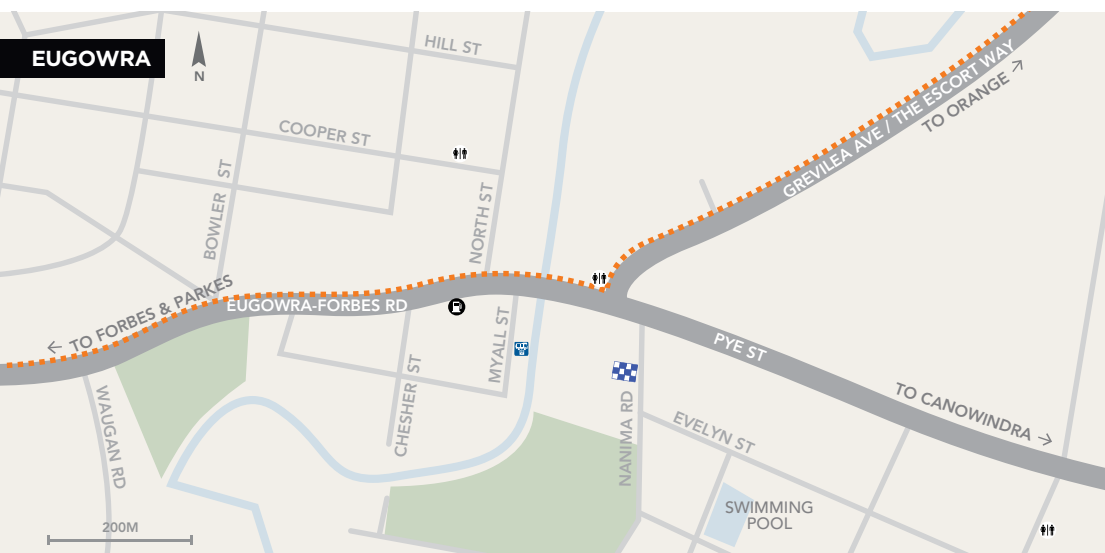 EUGOWRA
N
HILL ST
COOPER ST
BOWLER ST
NORTH ST
GREVILEA AVE / THE ESCORT WAY
TO ORANGE →
← TO FORBES & PARKES
EUGOWRA-FORBES RD
MYALL ST
CHESHER ST
WAUGAN RD
PYE ST
TO CANOWINDRA →
NANIMA RD
EVELYN ST
SWIMMING
POOL
200M